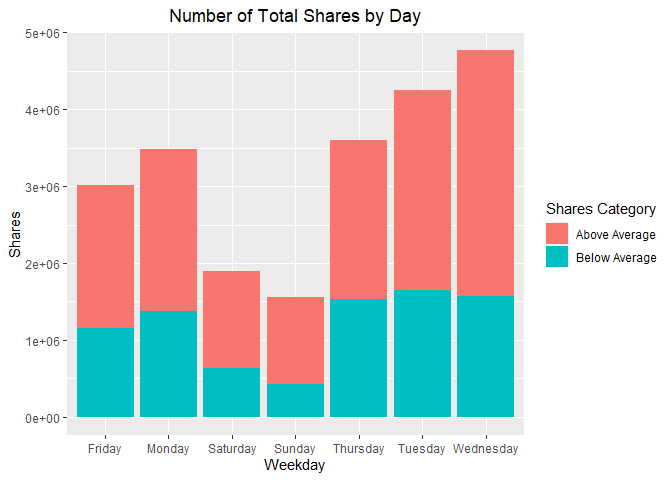 Number of Total Shares by Day
5e+06
4e+06
3e+06
2e+06
1e+06
0e+00
Shares
Friday Monday Saturday Sunday Thursday Tuesday Wednesday
Weekday
Shares Category
Above Average
Below Average